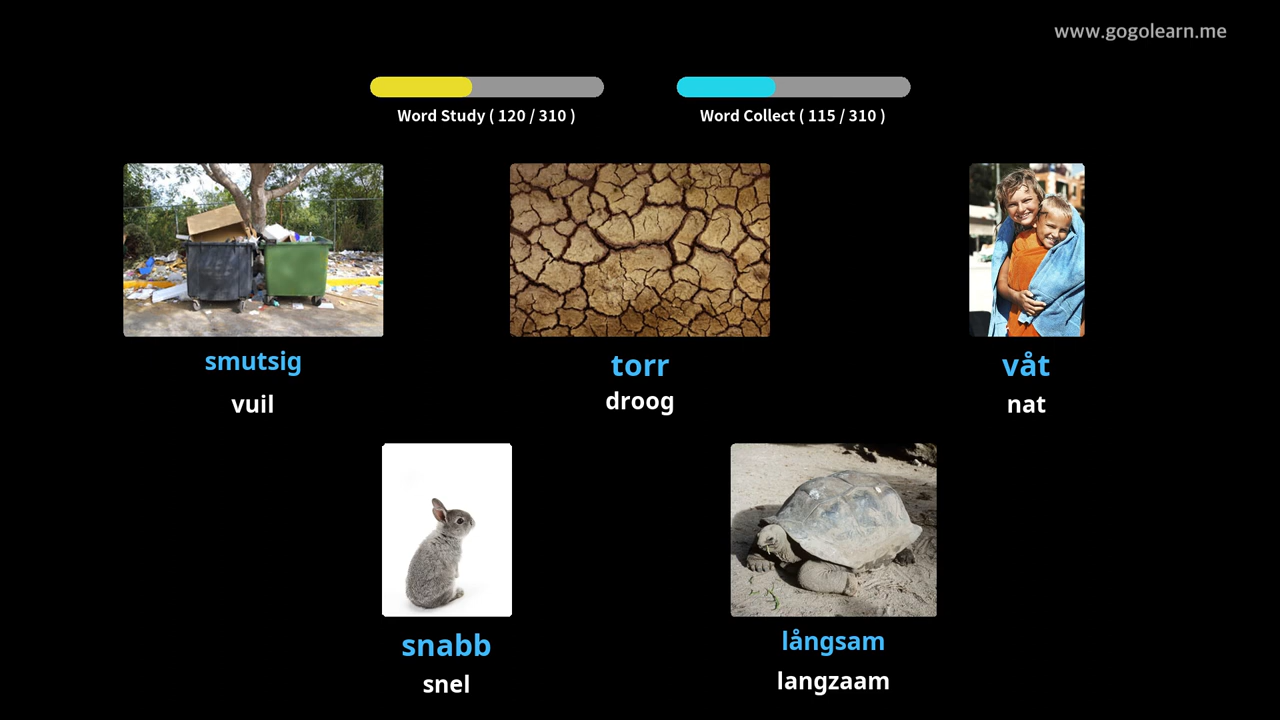 www.gogolearn.me
Word Study ( 120 / 310 )
Word Collect ( 115 / 310 )
smutsig
vuil
torr
droog
våt
nat
snabb
snel
långsam
langzaam